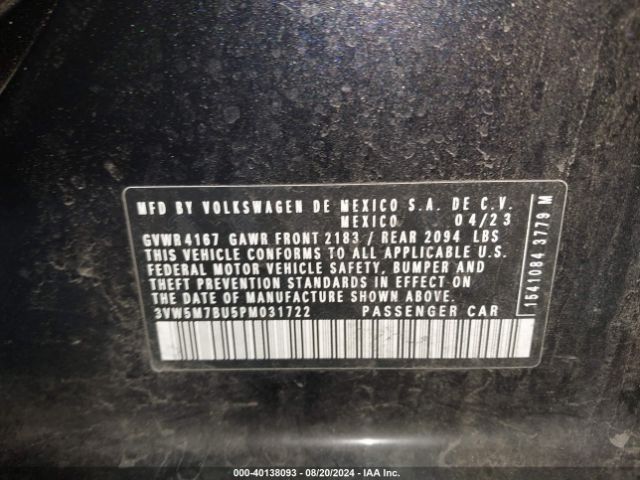 MFD BY VOLKSWAGEN DE MEXICO S.A. DE C.V.
MEXICO 04/23
GVWR 4167 GAWR FRONT 2183 / REAR 2094 LBS
THIS VEHICLE CONFORMS TO ALL APPLICABLE U.S.
FEDERAL MOTOR VEHICLE SAFETY, BUMPER AND
THEFT PREVENTION STANDARDS IN EFFECT ON
THE DATE OF MANUFACTURE SHOWN ABOVE.
3VW5M7BU5PM031722 PASSENGER CAR
1541084 3779 M
000-40138093 - 08/20/2024 - IAA Inc.